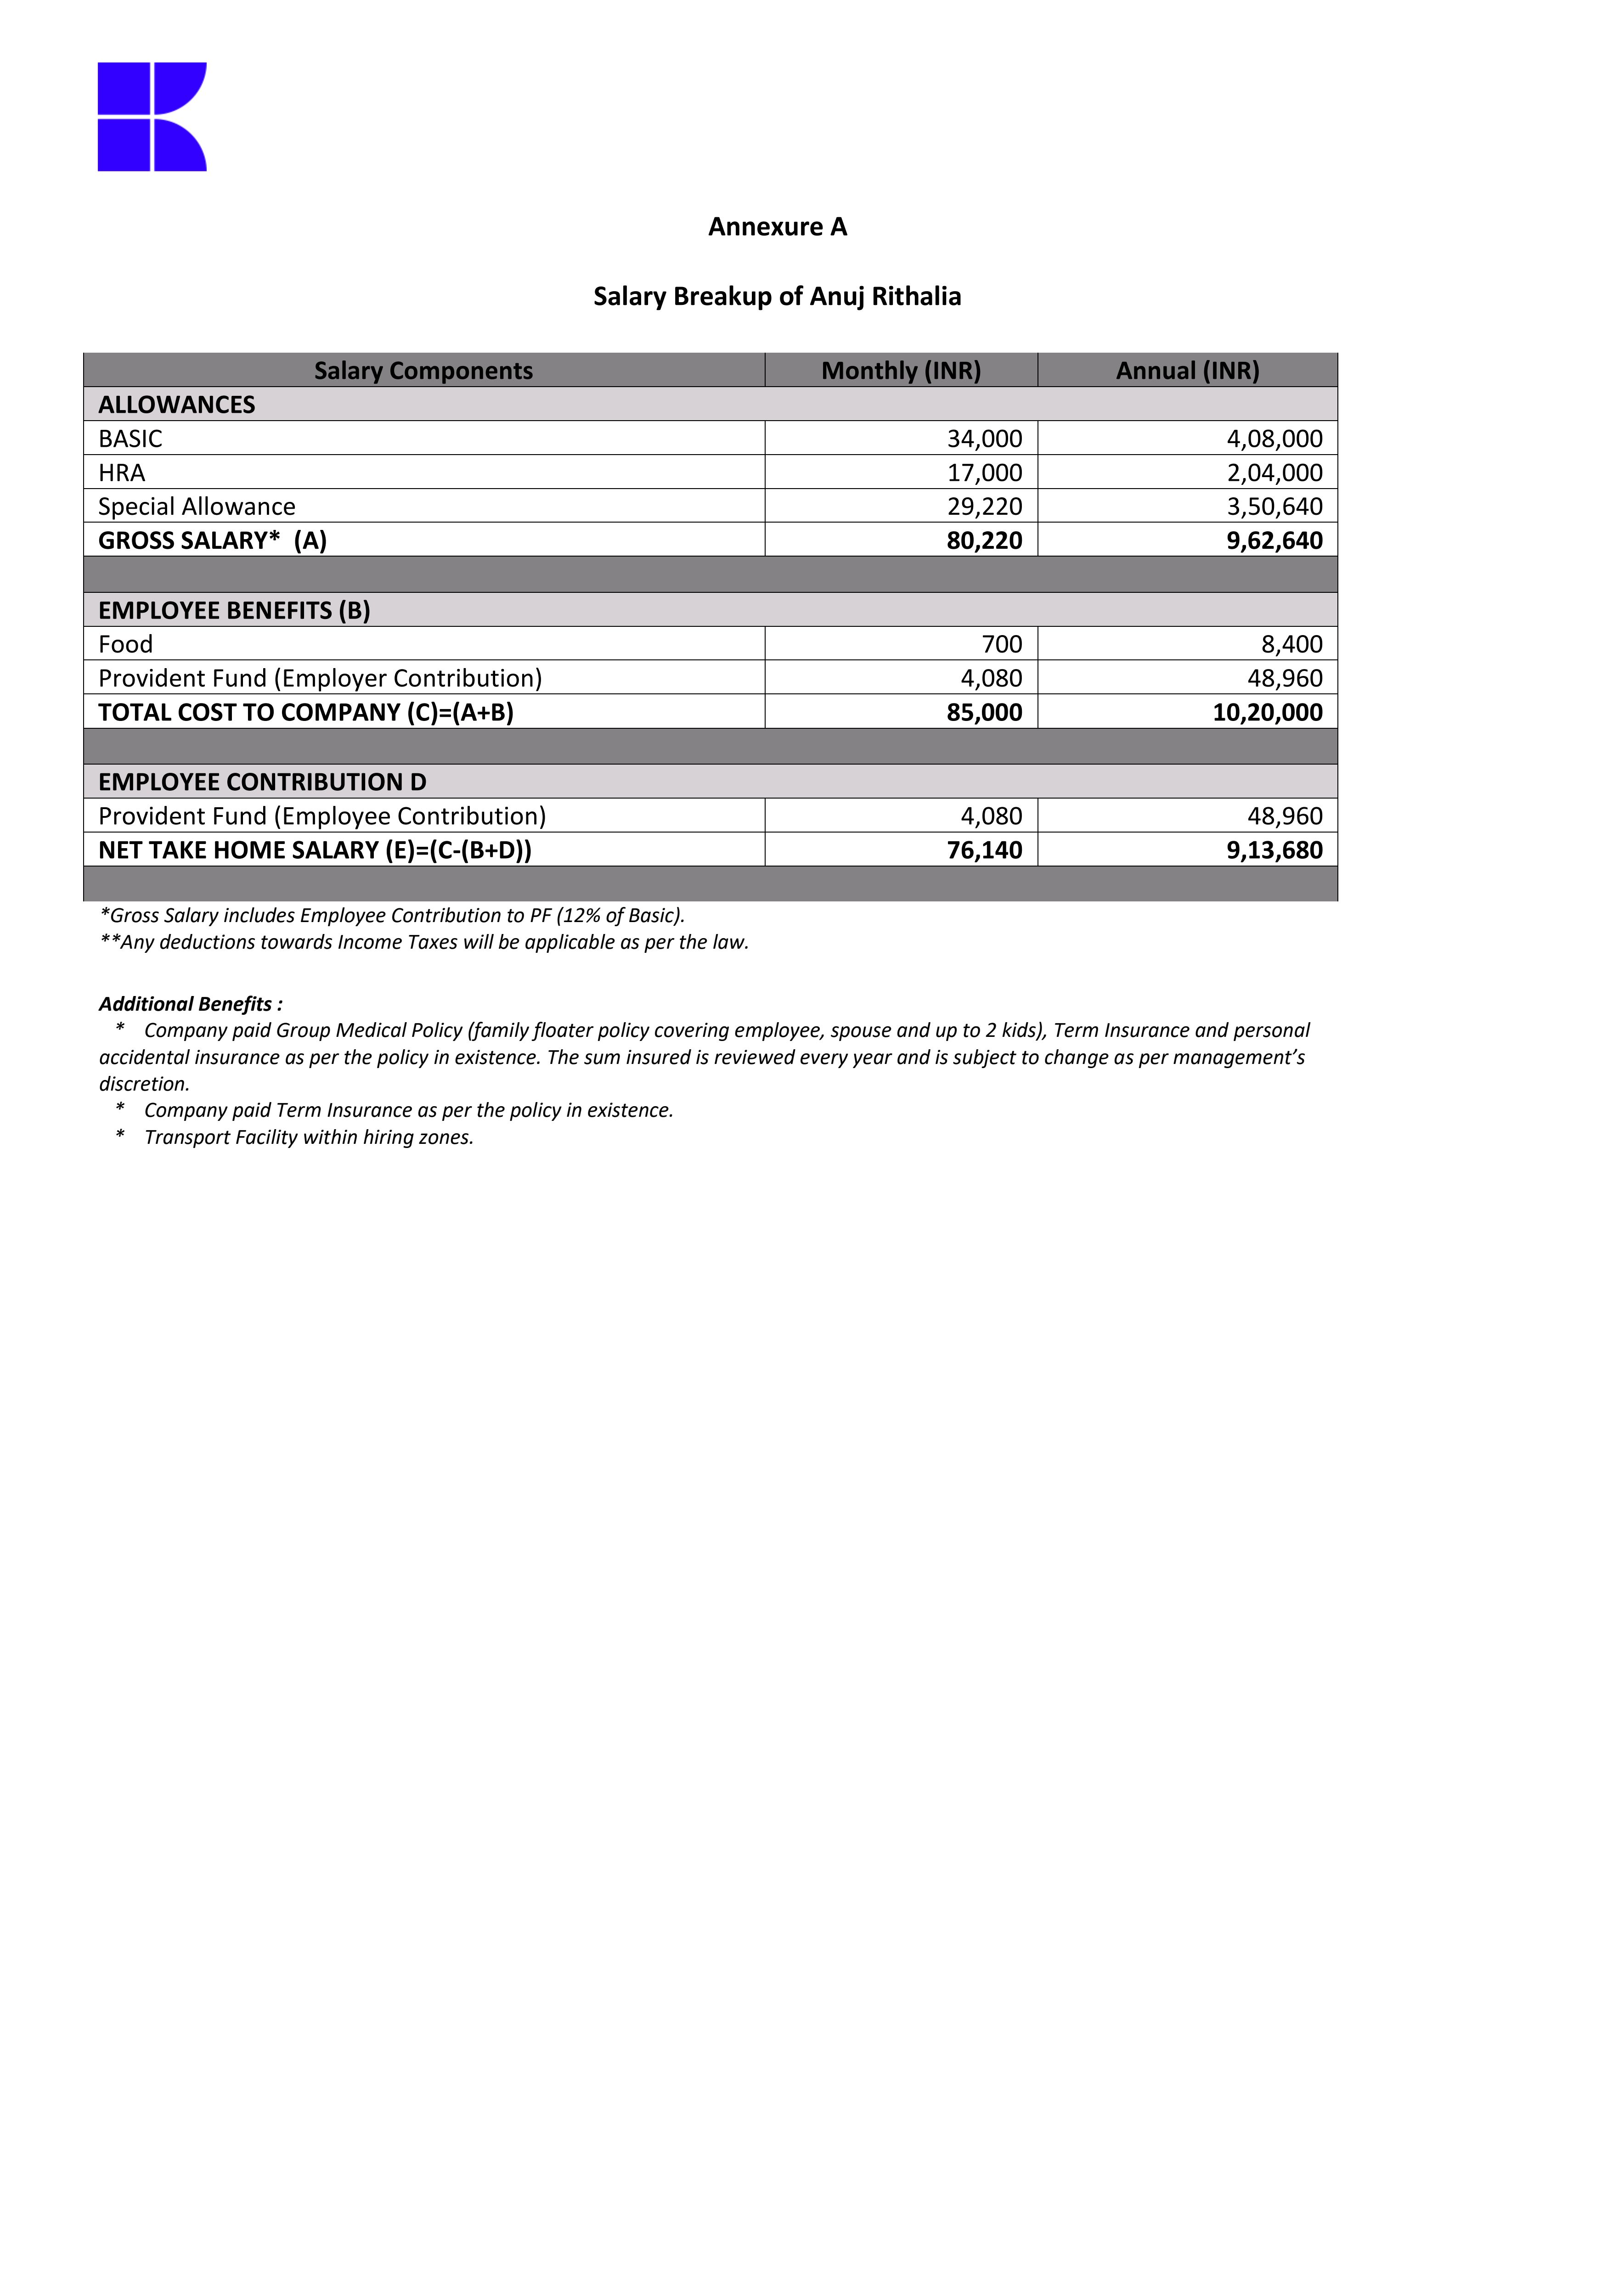 Annexure A
Salary Breakup of Anuj Rithalia
Salary Components Monthly (INR) Annual (INR)
ALLOWANCES
BASIC 34,000 4,08,000
HRA 17,000 2,04,000
Special Allowance 29,220 3,50,640
GROSS SALARY* (A) 80,220 9,62,640
EMPLOYEE BENEFITS (B)
Food 700 8,400
Provident Fund (Employer Contribution) 4,080 48,960
TOTAL COST TO COMPANY (C)=(A+B) 85,000 10,20,000
EMPLOYEE CONTRIBUTION D
Provident Fund (Employee Contribution) 4,080 48,960
NET TAKE HOME SALARY (E)=(C-(B+D)) 76,140 9,13,680
*Gross Salary includes Employee Contribution to PF (12% of Basic).
**Any deductions towards Income Taxes will be applicable as per the law.
Additional Benefits :
* Company paid Group Medical Policy (family floater policy covering employee, spouse and up to 2 kids), Term Insurance and personal
accidental insurance as per the policy in existence. The sum insured is reviewed every year and is subject to change as per management’s
discretion.
* Company paid Term Insurance as per the policy in existence.
* Transport Facility within hiring zones.